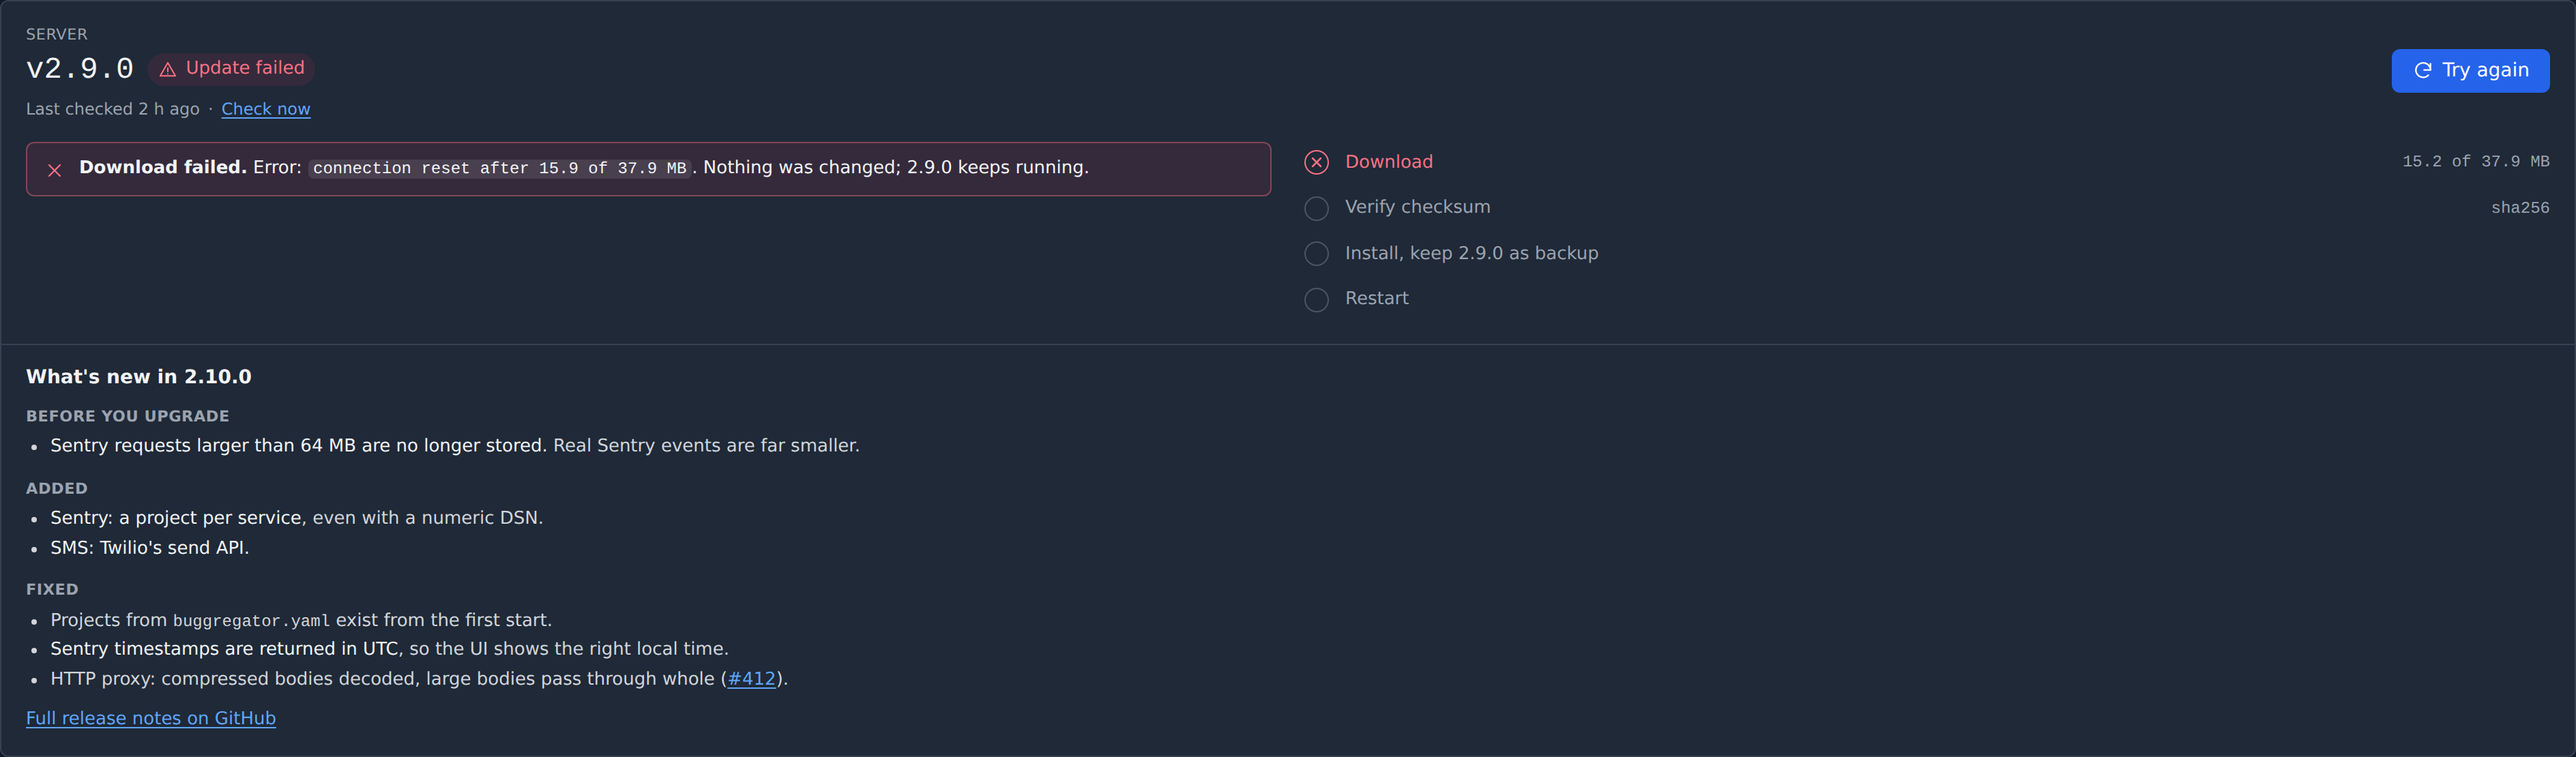 SERVER
v2.9.0 Update failed
Try again
Last checked 2 h ago · Check now
Download failed. Error: connection reset after 15.9 of 37.9 MB. Nothing was changed; 2.9.0 keeps running.
Download 15.2 of 37.9 MB
Verify checksum sha256
Install, keep 2.9.0 as backup
Restart
What's new in 2.10.0
BEFORE YOU UPGRADE
• Sentry requests larger than 64 MB are no longer stored. Real Sentry events are far smaller.
ADDED
• Sentry: a project per service, even with a numeric DSN.
• SMS: Twilio's send API.
FIXED
• Projects from buggregator.yaml exist from the first start.
• Sentry timestamps are returned in UTC, so the UI shows the right local time.
• HTTP proxy: compressed bodies decoded, large bodies pass through whole (#412).
Full release notes on GitHub